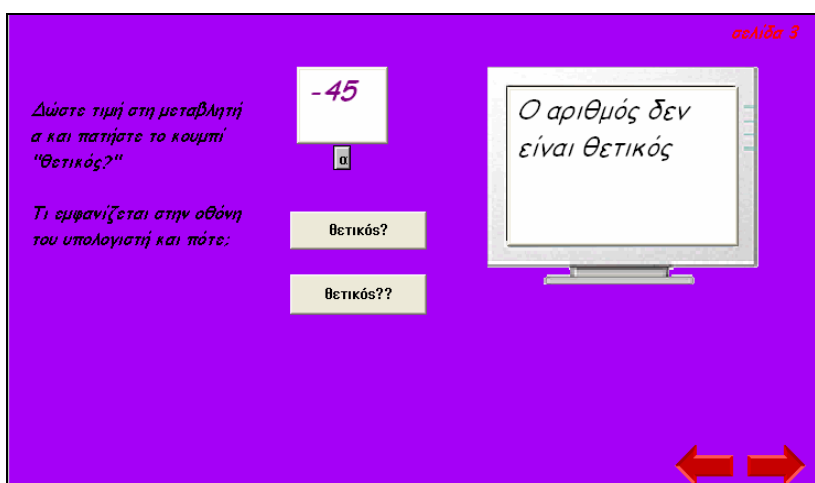 σελίδα 3
Δώστε τιμή στη μεταβλητή
α και πατήστε το κουμπί
"θετικός?"
Τι εμφανίζεται στην οθόνη
του υπολογιστή και πότε;
-45
α
θετικός?
θετικός??
Ο αριθμός δεν
είναι θετικός